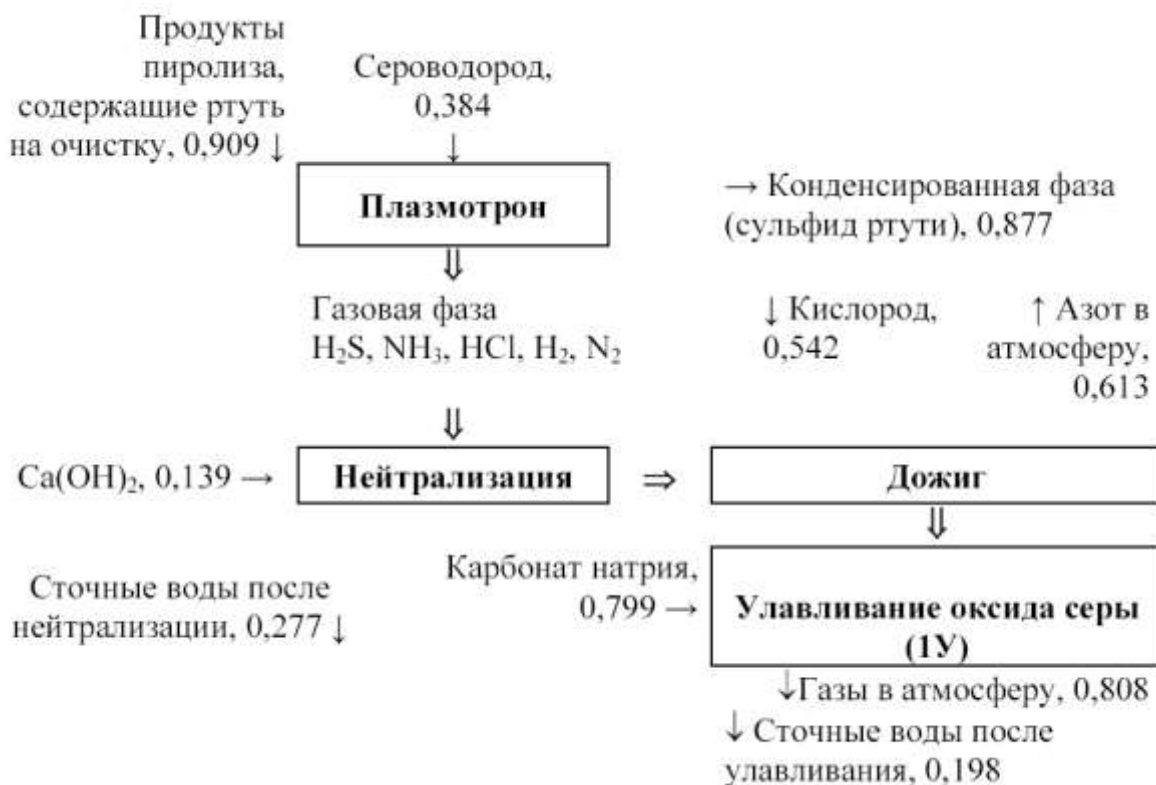 Продукты
пиролиза,
содержащие ртуть
на очистку, 0,909 ↓
Сероводород,
0,384
↓
Плазмотрон
→ Конденсированная фаза
(сульфид ртути), 0,877
⇓
Газовая фаза
H₂S, NH₃, HCl, H₂, N₂
↓ Кислород,
0,542
↑ Азот в
атмосферу,
0,613
⇓
Ca(OH)₂, 0,139 →
Нейтрализация
⇒
Дожиг
⇓
Сточные воды после
нейтрализации, 0,277 ↓
Карбонат натрия,
0,799 →
Улавливание оксида серы
(1У)
↓Газы в атмосферу, 0,808
↓ Сточные воды после
улавливания, 0,198